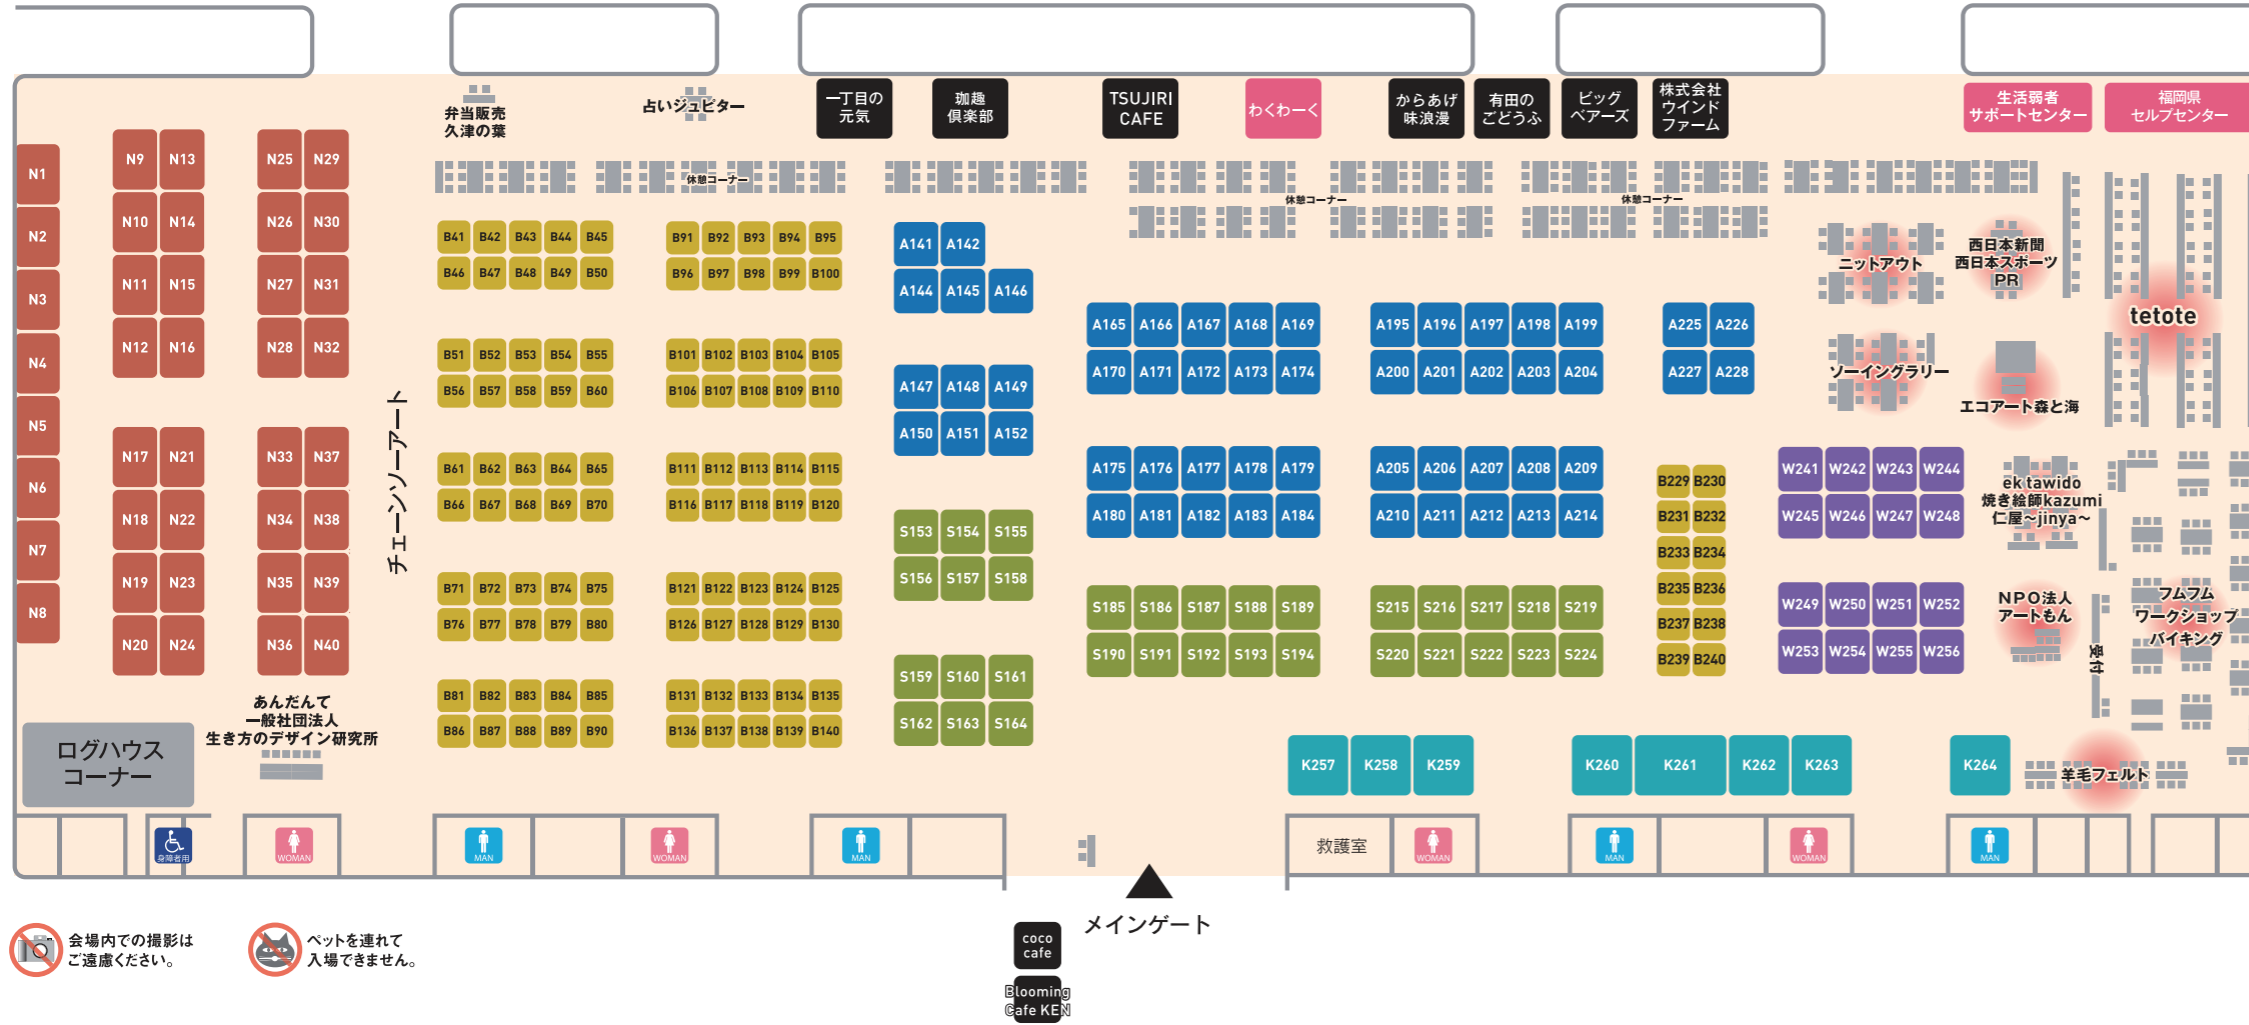 弁当販売
久津の葉
占いジュピター
一丁目の
元気
珈趣
倶楽部
TSUJIRI
CAFE
わくわーく
からあげ
味浪漫
有田の
ごどうふ
ビッグ
ベアーズ
株式会社
ウインド
ファーム
生活弱者
サポートセンター
福岡県
セルプセンター
休憩コーナー
休憩コーナー
休憩コーナー
N1
N2
N3
N4
N5
N6
N7
N8
N9 N13
N10 N14
N11 N15
N12 N16
N17 N21
N18 N22
N19 N23
N20 N24
N25 N29
N26 N30
N27 N31
N28 N32
N33 N37
N34 N38
N35 N39
N36 N40
チェーンソーアート
あんだんて
一般社団法人
生き方のデザイン研究所
ログハウス
コーナー
B41 B42 B43 B44 B45
B46 B47 B48 B49 B50
B51 B52 B53 B54 B55
B56 B57 B58 B59 B60
B61 B62 B63 B64 B65
B66 B67 B68 B69 B70
B71 B72 B73 B74 B75
B76 B77 B78 B79 B80
B81 B82 B83 B84 B85
B86 B87 B88 B89 B90
B91 B92 B93 B94 B95
B96 B97 B98 B99 B100
B101 B102 B103 B104 B105
B106 B107 B108 B109 B110
B111 B112 B113 B114 B115
B116 B117 B118 B119 B120
B121 B122 B123 B124 B125
B126 B127 B128 B129 B130
B131 B132 B133 B134 B135
B136 B137 B138 B139 B140
A141 A142
A144 A145 A146
A147 A148 A149
A150 A151 A152
S153 S154 S155
S156 S157 S158
S159 S160 S161
S162 S163 S164
A165 A166 A167 A168 A169
A170 A171 A172 A173 A174
A175 A176 A177 A178 A179
A180 A181 A182 A183 A184
S185 S186 S187 S188 S189
S190 S191 S192 S193 S194
A195 A196 A197 A198 A199
A200 A201 A202 A203 A204
A205 A206 A207 A208 A209
A210 A211 A212 A213 A214
S215 S216 S217 S218 S219
S220 S221 S222 S223 S224
A225 A226
A227 A228
B229 B230
B231 B232
B233 B234
B235 B236
B237 B238
B239 B240
W241 W242 W243 W244
W245 W246 W247 W248
W249 W250 W251 W252
W253 W254 W255 W256
K257 K258 K259
K260 K261 K262 K263
K264
ニットアウト
西日本新聞
西日本スポーツ
PR
tetote
ソーイングラリー
エコアート森と海
ek tawido
焼き絵師kazumi
仁屋~jinya~
NPO法人
アートもん
フムフム
ワークショップ
バイキング
受付
羊毛フェルト
身障者用
WOMAN
MAN
WOMAN
MAN
救護室
WOMAN
MAN
WOMAN
MAN
メインゲート
coco
cafe
Blooming
Cafe KEN
会場内での撮影は
ご遠慮ください。
ペットを連れて
入場できません。